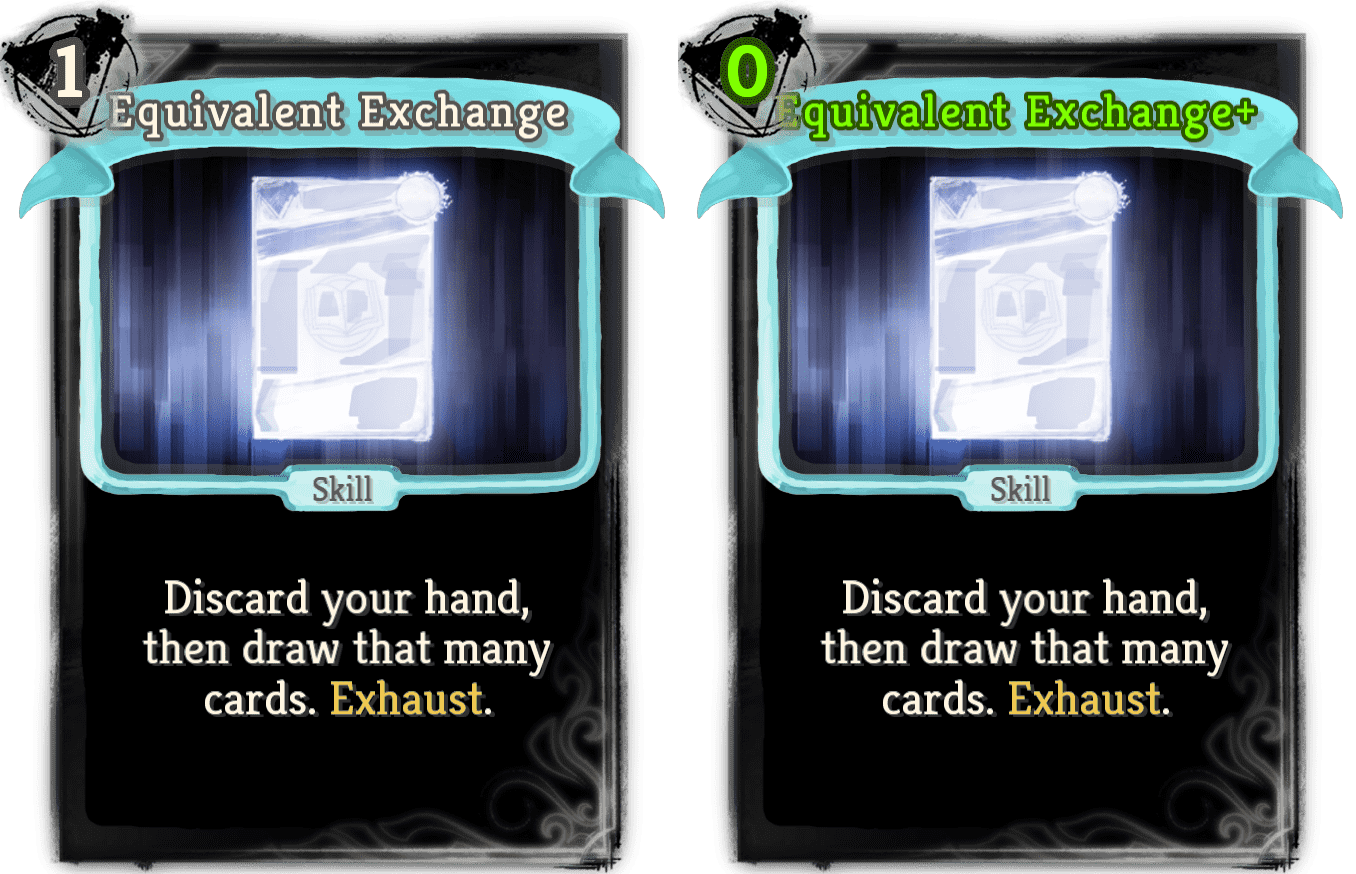 1
Equivalent Exchange
Skill
Discard your hand,
then draw that many
cards. Exhaust.
0
Equivalent Exchange+
Skill
Discard your hand,
then draw that many
cards. Exhaust.